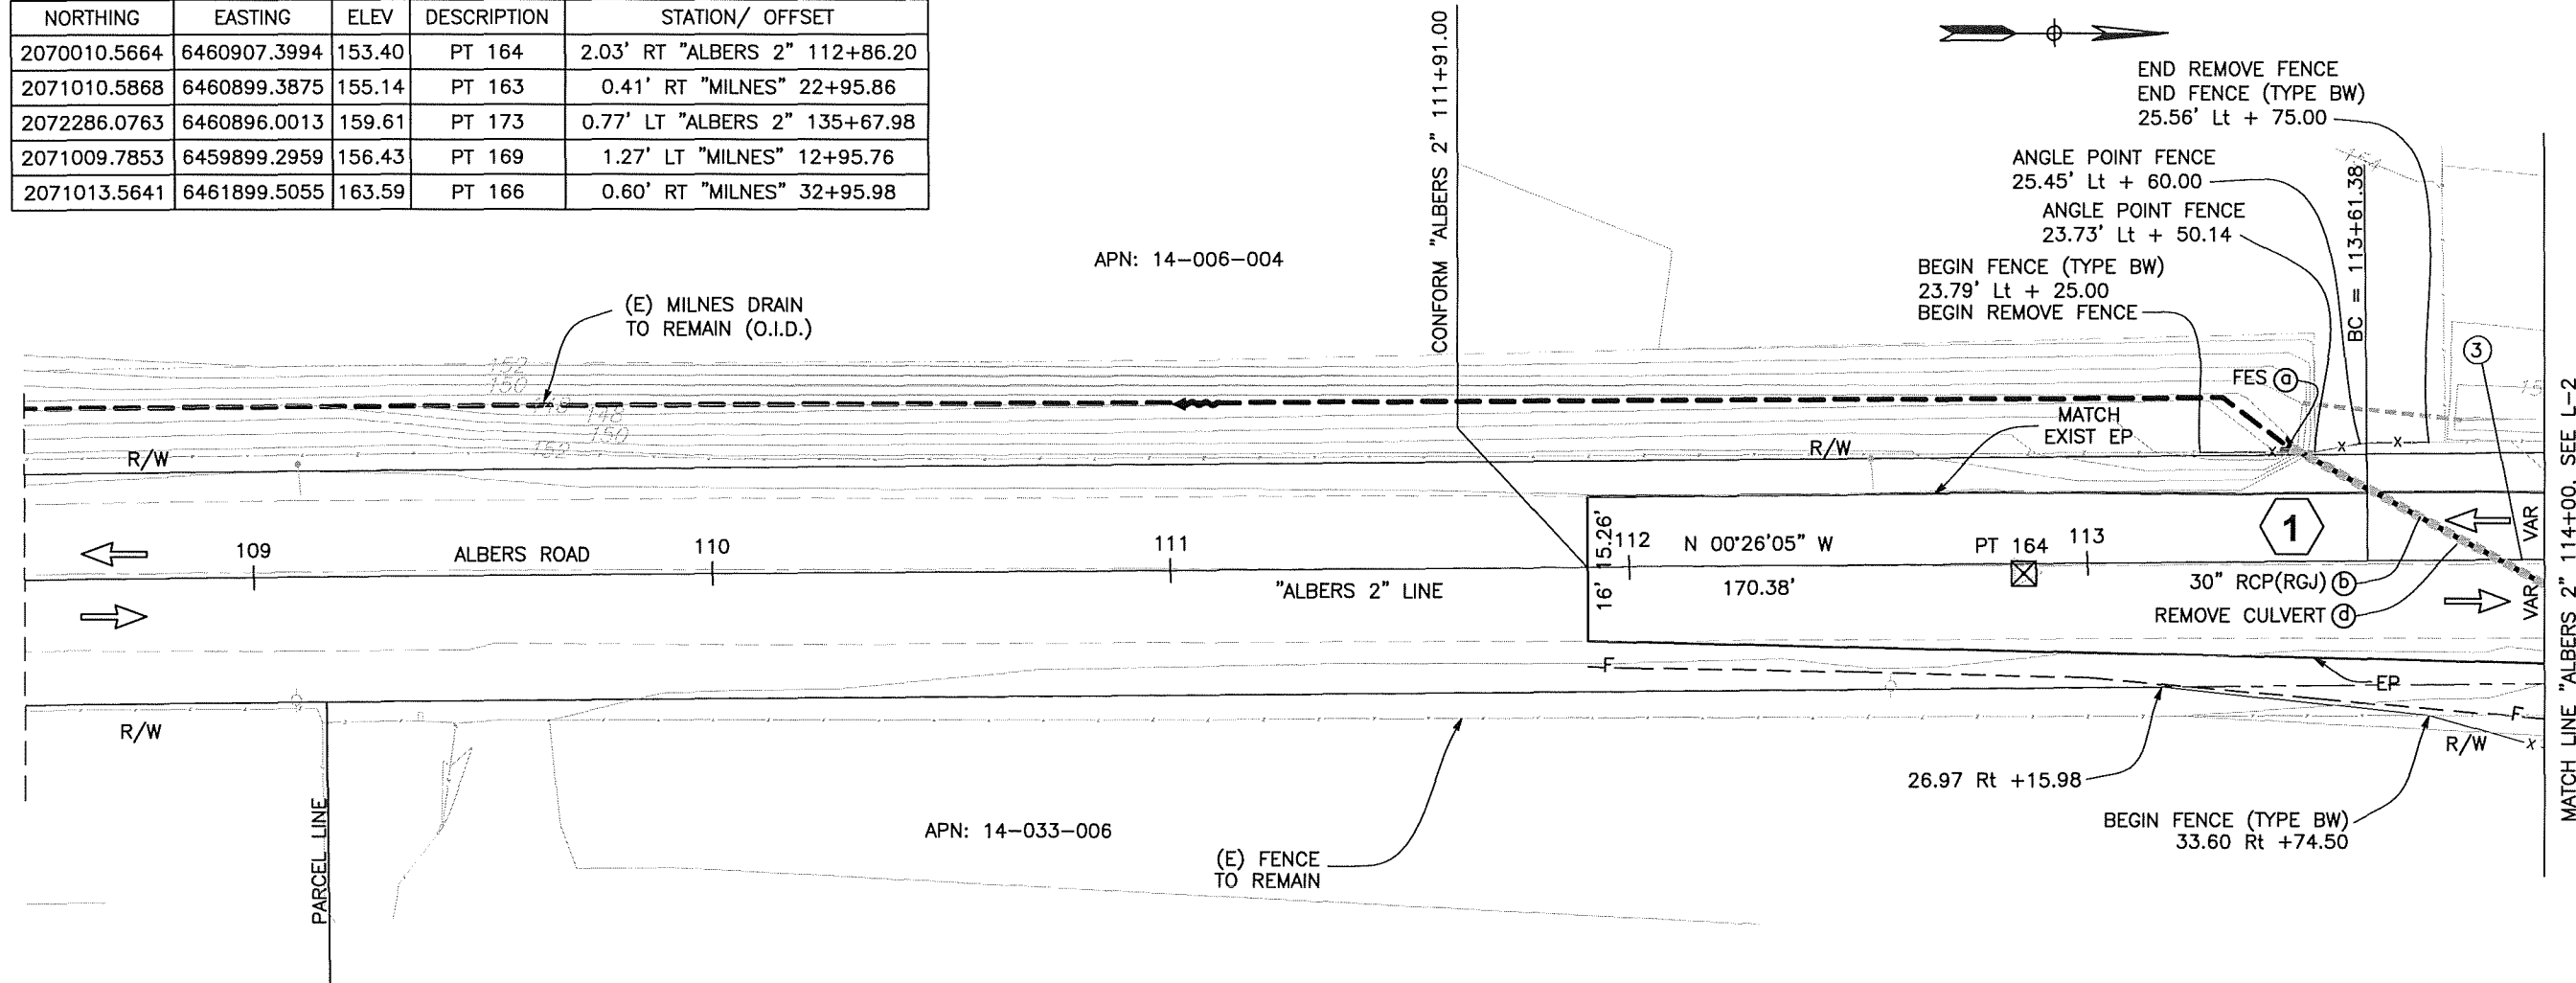 NORTHING EASTING ELEV DESCRIPTION STATION/ OFFSET
2070010.5664 6460907.3994 153.40 PT 164 2.03' RT "ALBERS 2" 112+86.20
2071010.5868 6460899.3875 155.14 PT 163 0.41' RT "MILNES" 22+95.86
2072286.0763 6460896.0013 159.61 PT 173 0.77' LT "ALBERS 2" 135+67.98
2071009.7853 6459899.2959 156.43 PT 169 1.27' LT "MILNES" 12+95.76
2071013.5641 6461899.5055 163.59 PT 166 0.60' RT "MILNES" 32+95.98
CONFORM "ALBERS 2" 111+91.00
END REMOVE FENCE
END FENCE (TYPE BW)
25.56' Lt + 75.00
ANGLE POINT FENCE
25.45' Lt + 60.00
ANGLE POINT FENCE
23.73' Lt + 50.14
BEGIN FENCE (TYPE BW)
23.79' Lt + 25.00
BEGIN REMOVE FENCE
BC = 113+61.38
154
APN: 14-006-004
(E) MILNES DRAIN
TO REMAIN (O.I.D.)
3
FES a
152
150
148
150
152
MATCH
EXIST EP
R/W
R/W
x
x
x
1
VAR
109
ALBERS ROAD
110
111
15.26'
112
N 00°26'05" W
PT 164
113
"ALBERS 2" LINE
16'
170.38'
30" RCP(RGJ) b
REMOVE CULVERT d
VAR
MATCH LINE "ALBERS 2" 114+00, SEE L-2
F
EP
F
R/W
R/W
x
26.97 Rt +15.98
BEGIN FENCE (TYPE BW)
33.60 Rt +74.50
PARCEL LINE
APN: 14-033-006
(E) FENCE
TO REMAIN